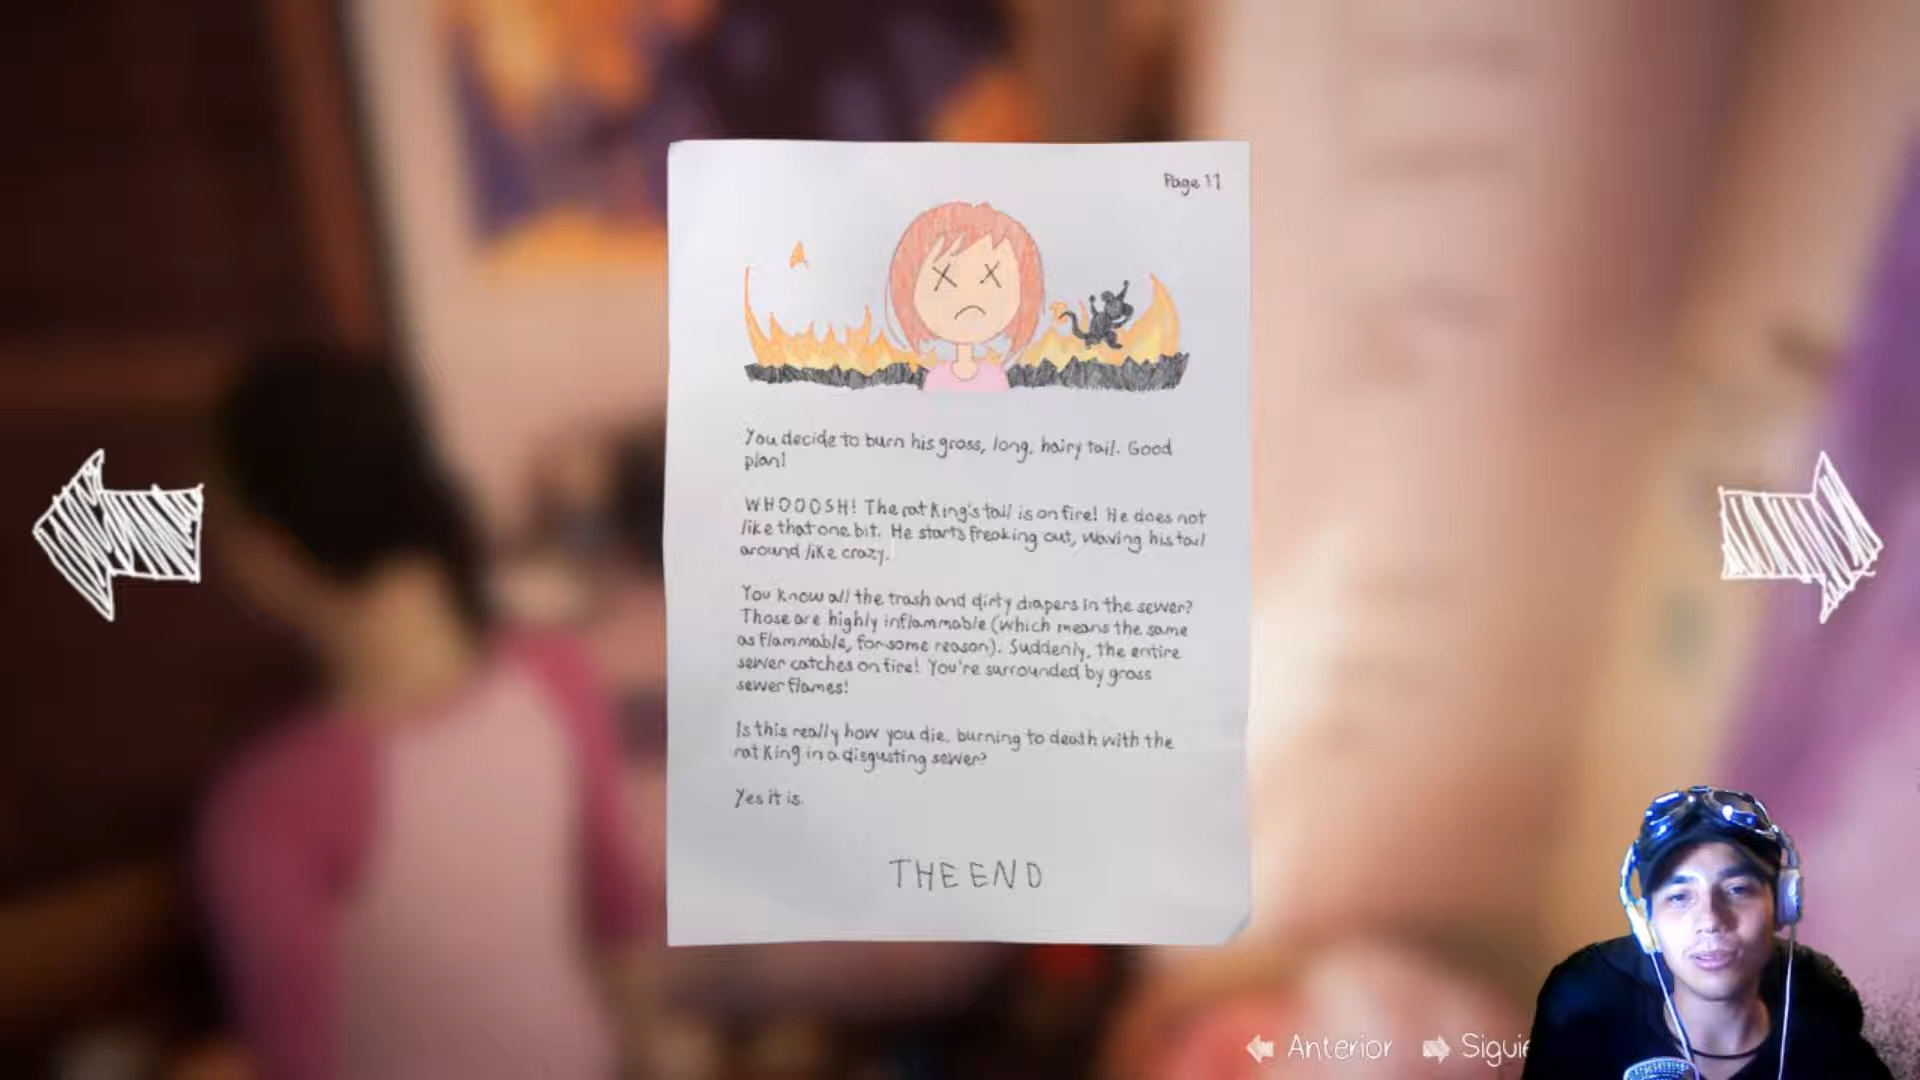 Page 11
You decide to burn his gross, long, hairy tail. Good
plan!
WHOOOSH! The rat king's tail is on fire! He does not
like that one bit. He starts freaking out, waving his tail
around like crazy.
You know all the trash and dirty diapers in the sewer?
Those are highly inflammable (which means the same
as flammable, for some reason). Suddenly, the entire
sewer catches on fire! You're surrounded by gross
sewer flames!
Is this really how you die, burning to death with the
rat king in a disgusting sewer?
Yes it is.
THE END
Anterior Siguie